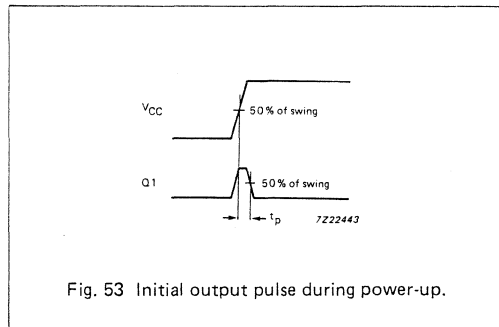 VCC
50% of swing
Q1
50% of swing
tp
7Z22443
Fig. 53 Initial output pulse during power-up.